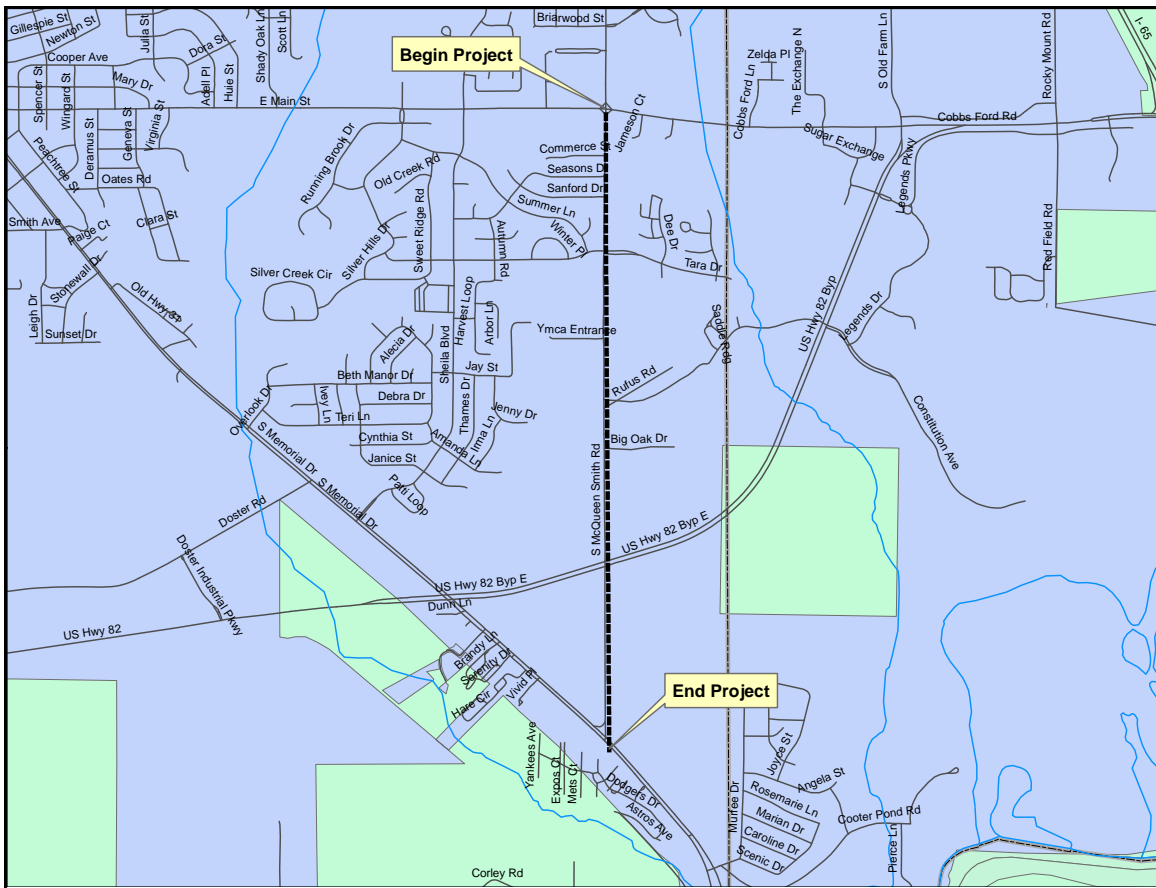 Gillespie St
Newton St
Julia St
Dora St
Shady Oak Ln
Scott Ln
Briarwood St
Begin Project
Zelda Pl
The Exchange N
S Old Farm Ln
Rocky Mount Rd
I- 65
Cooper Ave
Spencer St
Wingard St
Mary Dr
Adell Pl
Huie St
E Main St
Jameson Ct
Cobbs Ford Ln
Cobbs Ford Rd
Sugar Exchange
Legends Pkwy
Peachtree St
Deramus St
Geneva St
Virginia St
Running Brook Dr
Old Creek Rd
Commerce St
Seasons D
Sanford Dr
Oates Rd
Summer Ln
Smith Ave
Paige Ct
Clara St
Silver Hills Dr
Sweet Ridge Rd
Autumn Rd
Winter Pl
Dee Dr
Tara Dr
Red Field Rd
Stonewall Dr
Silver Creek Cir
Old Hwy 31
Leigh Dr
Sunset Dr
Harvest Loop
Arbor Ln
Ymca Entrance
Saddle Rdg
US Hwy 82 Byp
Legends Dr
Alecia Dr
Sheila Blvd
Jay St
Beth Manor Dr
Rufus Rd
Ivey Ln
Debra Dr
Thames Dr
Jenny Dr
Constitution Ave
Overlook Dr
Teri Ln
Irma Ln
S Memorial Dr
Cynthia St
Amanda Ln
Big Oak Dr
Janice St
S McQueen Smith Rd
S Memorial Dr
Patti Loop
Doster Rd
US Hwy 82 Byp E
Doster Industrial Pkwy
US Hwy 82 Byp E
Dunn Ln
US Hwy 82
Brandy Ln
Serenity Dr
Vivid Pl
Hare Cir
End Project
Yankees Ave
Expos Ct
Mets Ct
Joyce St
Dodgers Dr
Astros Ave
Murfee Dr
Angela St
Rosemarie Ln
Cooter Pond Rd
Marian Dr
Caroline Dr
Scenic Dr
Pierce Ln
Corley Rd